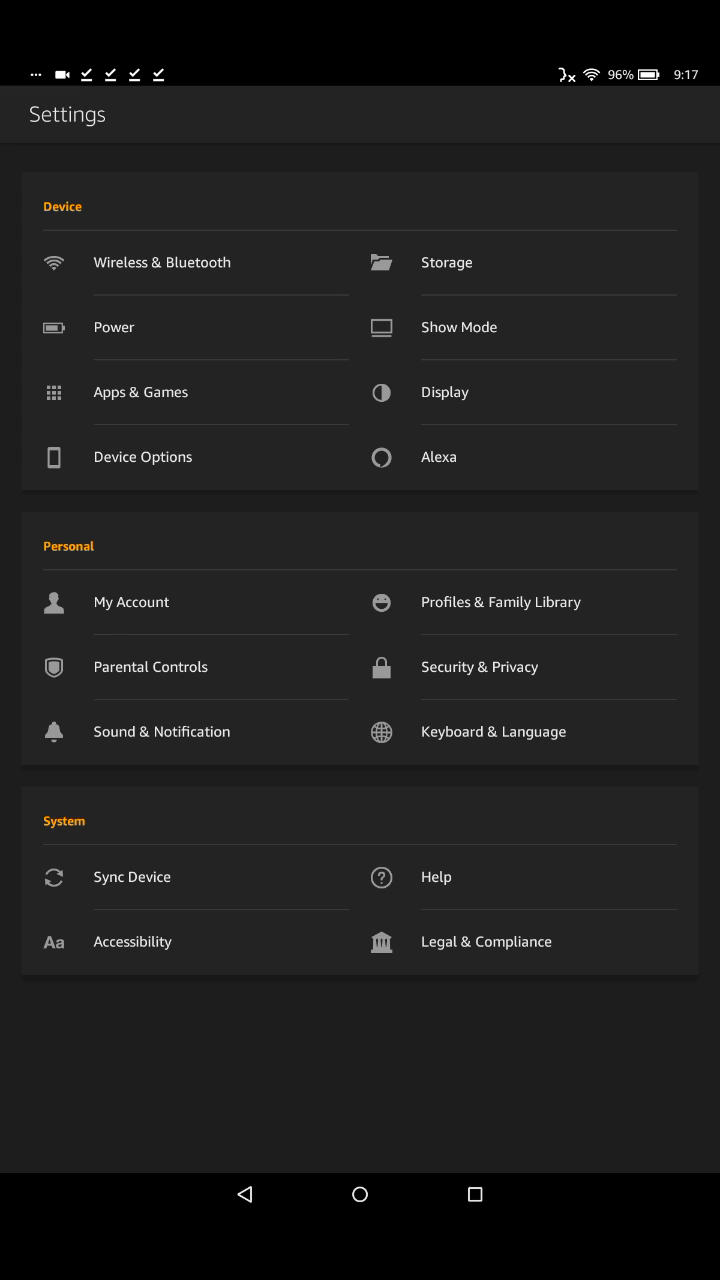 96% 9:17
Settings
Device
Wireless & Bluetooth Storage
Power Show Mode
Apps & Games Display
Device Options Alexa
Personal
My Account Profiles & Family Library
Parental Controls Security & Privacy
Sound & Notification Keyboard & Language
System
Sync Device Help
Aa Accessibility Legal & Compliance